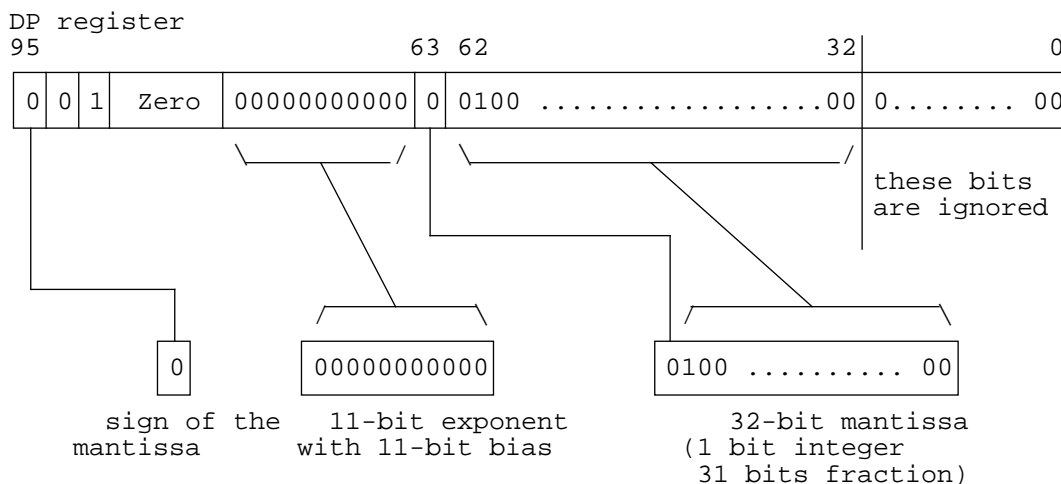 DP register
95 63 62 32 0
0 0 1 Zero 00000000000 0 0100 ..................00 0........ 00
these bits
are ignored
0 00000000000 0100 .......... 00
sign of the 11-bit exponent 32-bit mantissa
mantissa with 11-bit bias (1 bit integer
31 bits fraction)